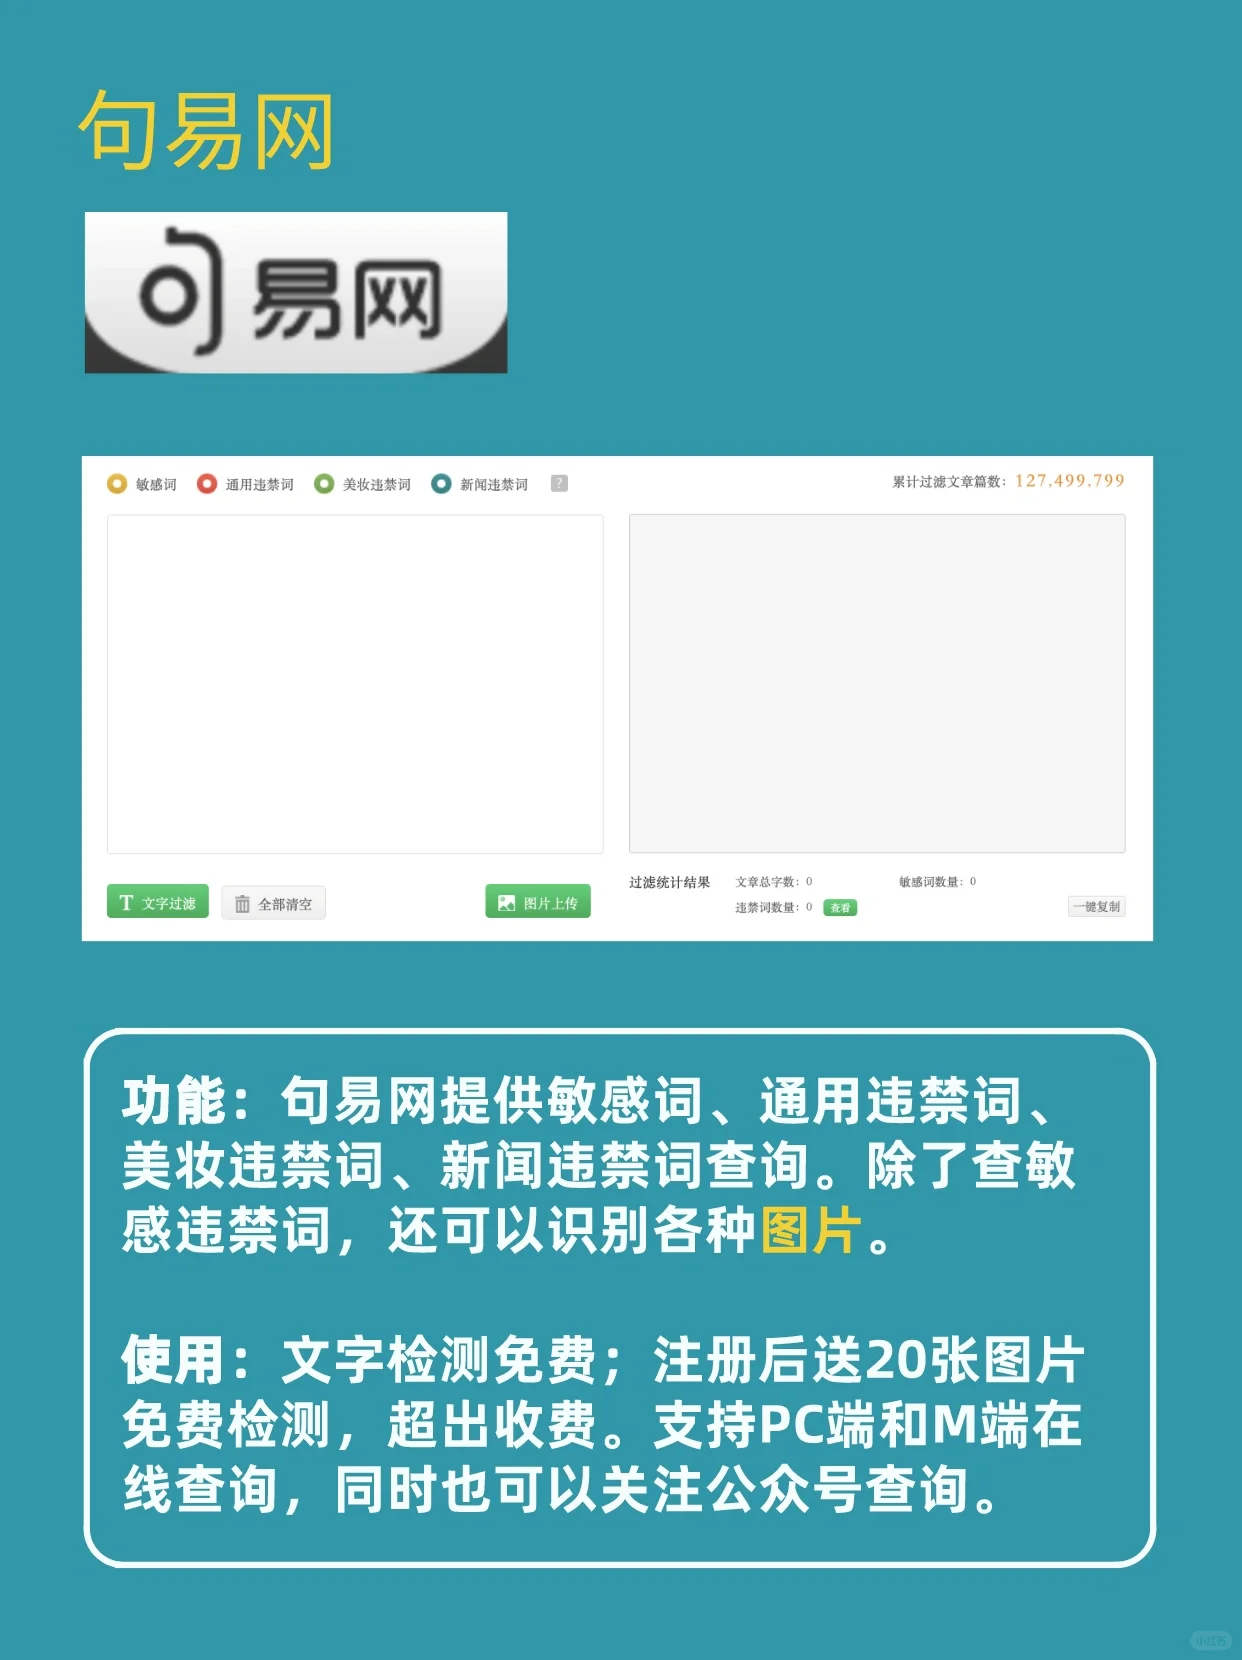 句易网
句易网
敏感词 通用违禁词 美妆违禁词 新闻违禁词 ?
累计过滤文章篇数：127,499,799
T 文字过滤 全部清空 图片上传
过滤统计结果 文章总字数：0 敏感词数量：0
违禁词数量：0 查看 一键复制
功能：句易网提供敏感词、通用违禁词、
美妆违禁词、新闻违禁词查询。除了查敏
感违禁词，还可以识别各种图片。
使用：文字检测免费；注册后送20张图片
免费检测，超出收费。支持PC端和M端在
线查询，同时也可以关注公众号查询。
小红书